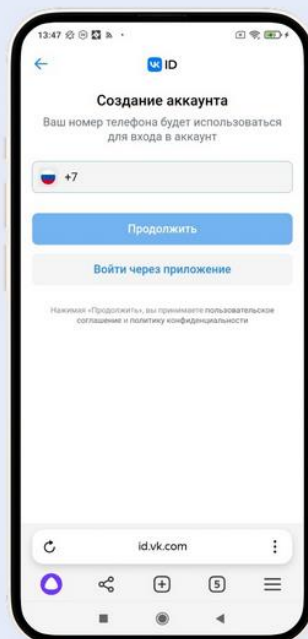 13:47
VK ID
Создание аккаунта
Ваш номер телефона будет использоваться
для входа в аккаунт
+7
Продолжить
Войти через приложение
Нажимая «Продолжить», вы принимаете пользовательское
соглашение и политику конфиденциальности
id.vk.com
5